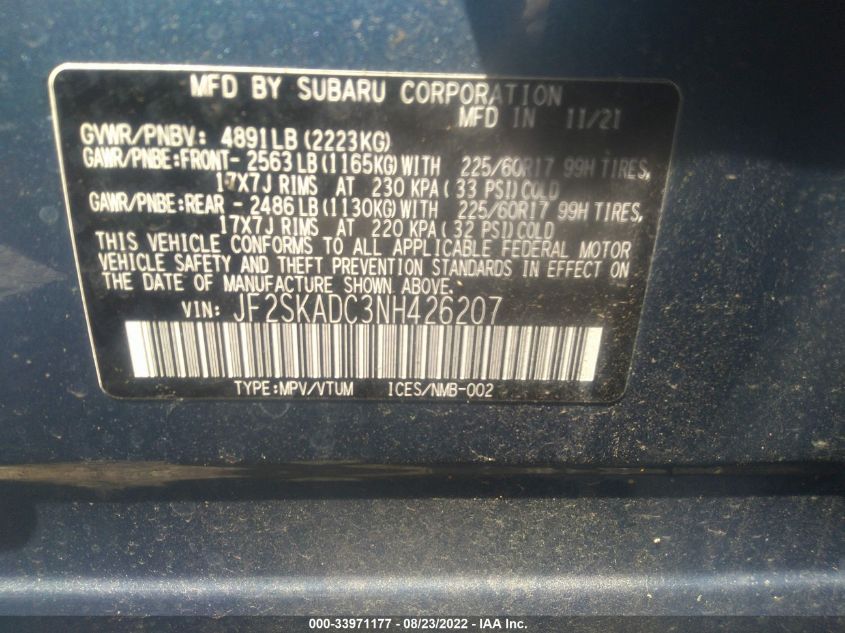 MFD BY SUBARU CORPORATION
MFD IN 11/21
GVWR/PNBV: 4891LB (2223KG)
GAWR/PNBE:FRONT- 2563LB(1165KG)WITH 225/60R17 99H TIRES,
17X7J RIMS AT 230 KPA(33 PSI)COLD
GAWR/PNBE:REAR - 2486LB(1130KG)WITH 225/60R17 99H TIRES,
17X7J RIMS AT 220 KPA(32 PSI)COLD
THIS VEHICLE CONFORMS TO ALL APPLICABLE FEDERAL MOTOR
VEHICLE SAFETY AND THEFT PREVENTION STANDARDS IN EFFECT ON
THE DATE OF MANUFACTURE SHOWN ABOVE.
VIN: JF2SKADC3NH426207
TYPE:MPV/VTUM ICES/NMB-002
000-33971177 - 08/23/2022 - IAA Inc.